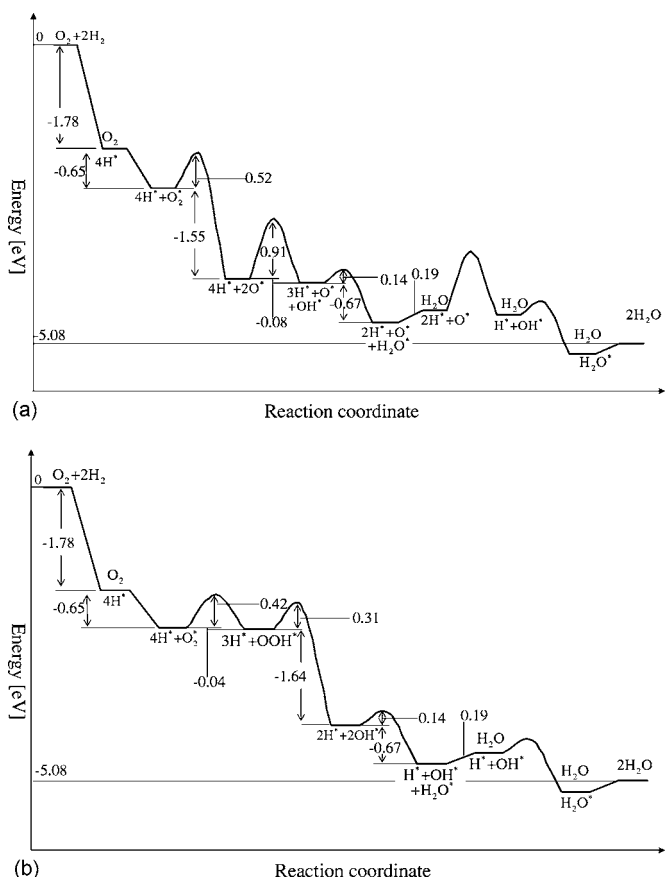 0 O₂+2H₂
-1.78
O₂
4H*
-0.65
4H*+O₂*
0.52
-1.55
0.91
4H*+2O*
-0.08
3H*+O*
+OH*
0.14
-0.67
0.19
2H*+O*
+H₂O*
H₂O
2H*+O*
H₂O
H*+OH*
H₂O
H₂O*
2H₂O
-5.08
Energy [eV]
(a)
Reaction coordinate
0 O₂+2H₂
-1.78
O₂
4H*
-0.65
4H*+O₂*
0.42
-0.04
3H*+OOH*
0.31
-1.64
2H*+2OH*
0.14
-0.67
0.19
H*+OH*
+H₂O*
H₂O
H*+OH*
H₂O
H₂O*
2H₂O
-5.08
Energy [eV]
(b)
Reaction coordinate